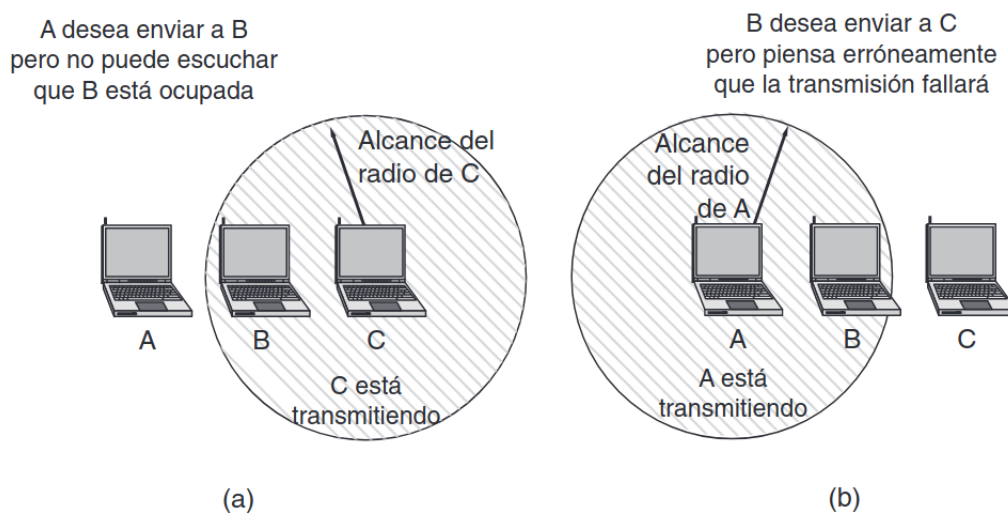 A desea enviar a B
pero no puede escuchar
que B está ocupada
Alcance del
radio de C
A
B
C
C está
transmitiendo
(a)
B desea enviar a C
pero piensa erróneamente
que la transmisión fallará
Alcance
del radio
de A
A
B
C
A está
transmitiendo
(b)